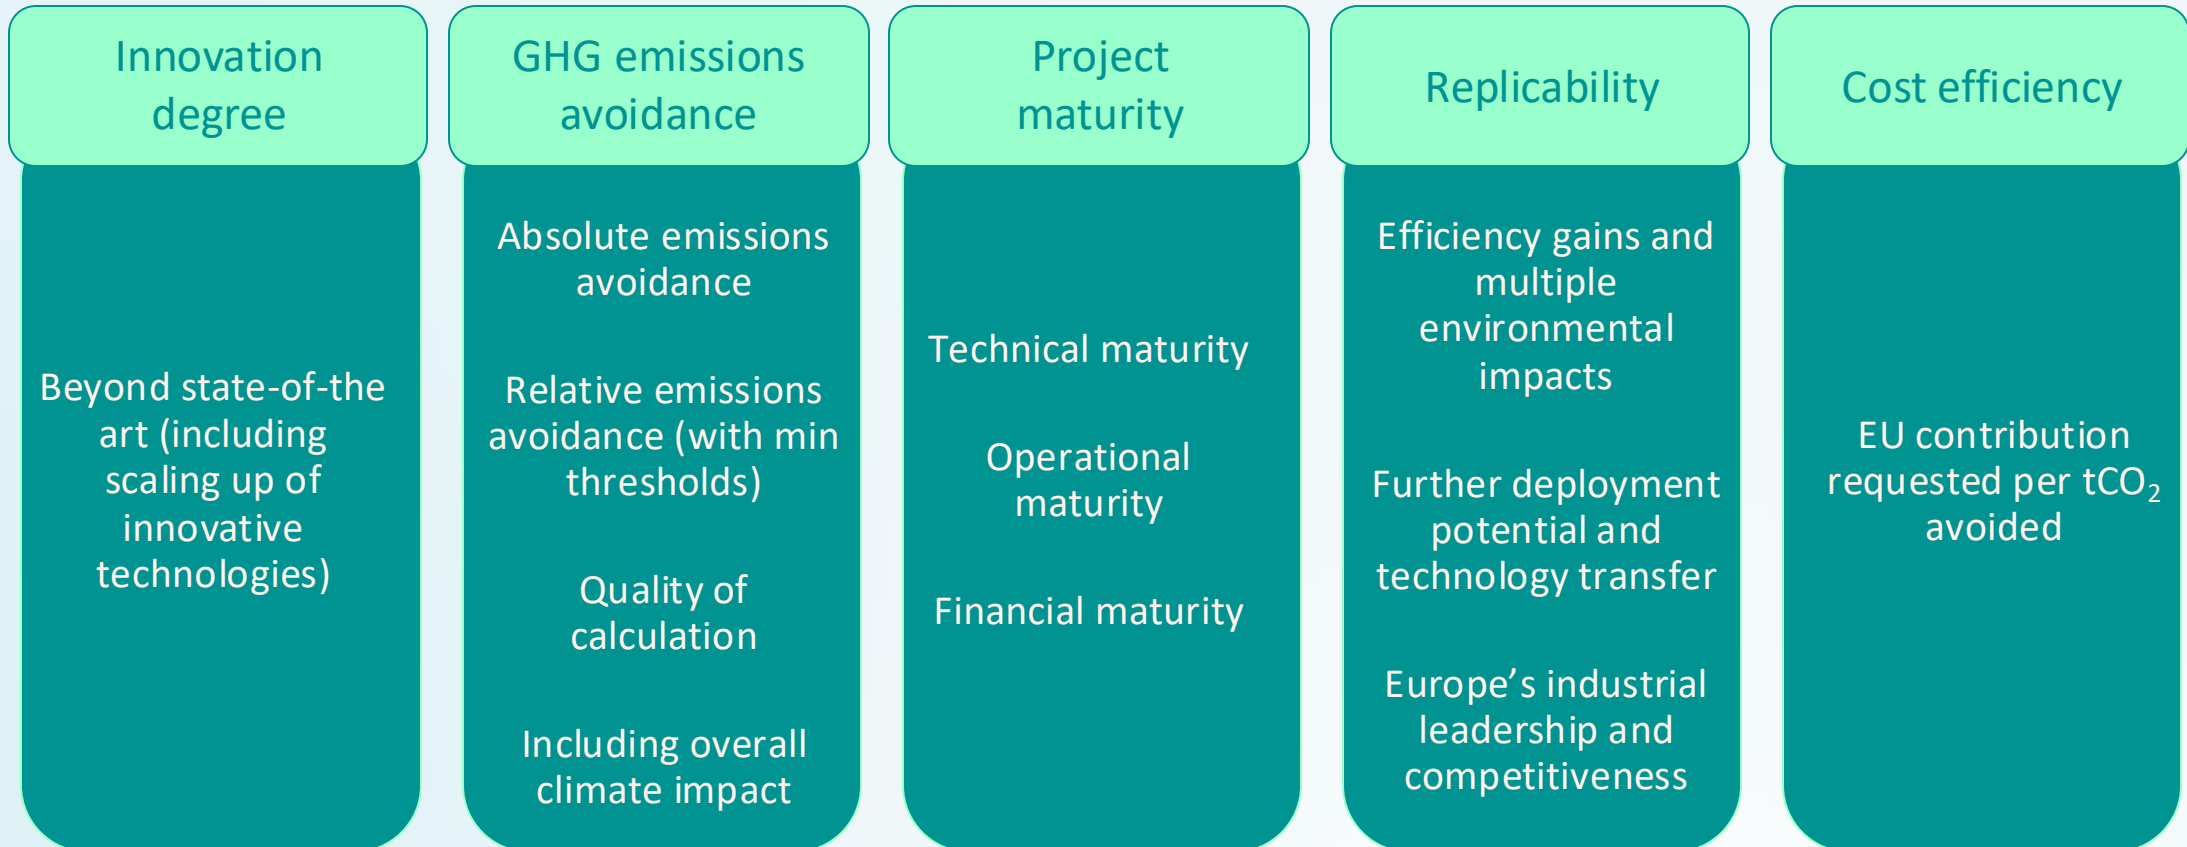 Innovation
degree
Beyond state-of-the
art (including
scaling up of
innovative
technologies)
GHG emissions
avoidance
Absolute emissions
avoidance
Relative emissions
avoidance (with min
thresholds)
Quality of
calculation
Including overall
climate impact
Project
maturity
Technical maturity
Operational
maturity
Financial maturity
Replicability
Efficiency gains and
multiple
environmental
impacts
Further deployment
potential and
technology transfer
Europe’s industrial
leadership and
competitiveness
Cost efficiency
EU contribution
requested per tCO₂
avoided